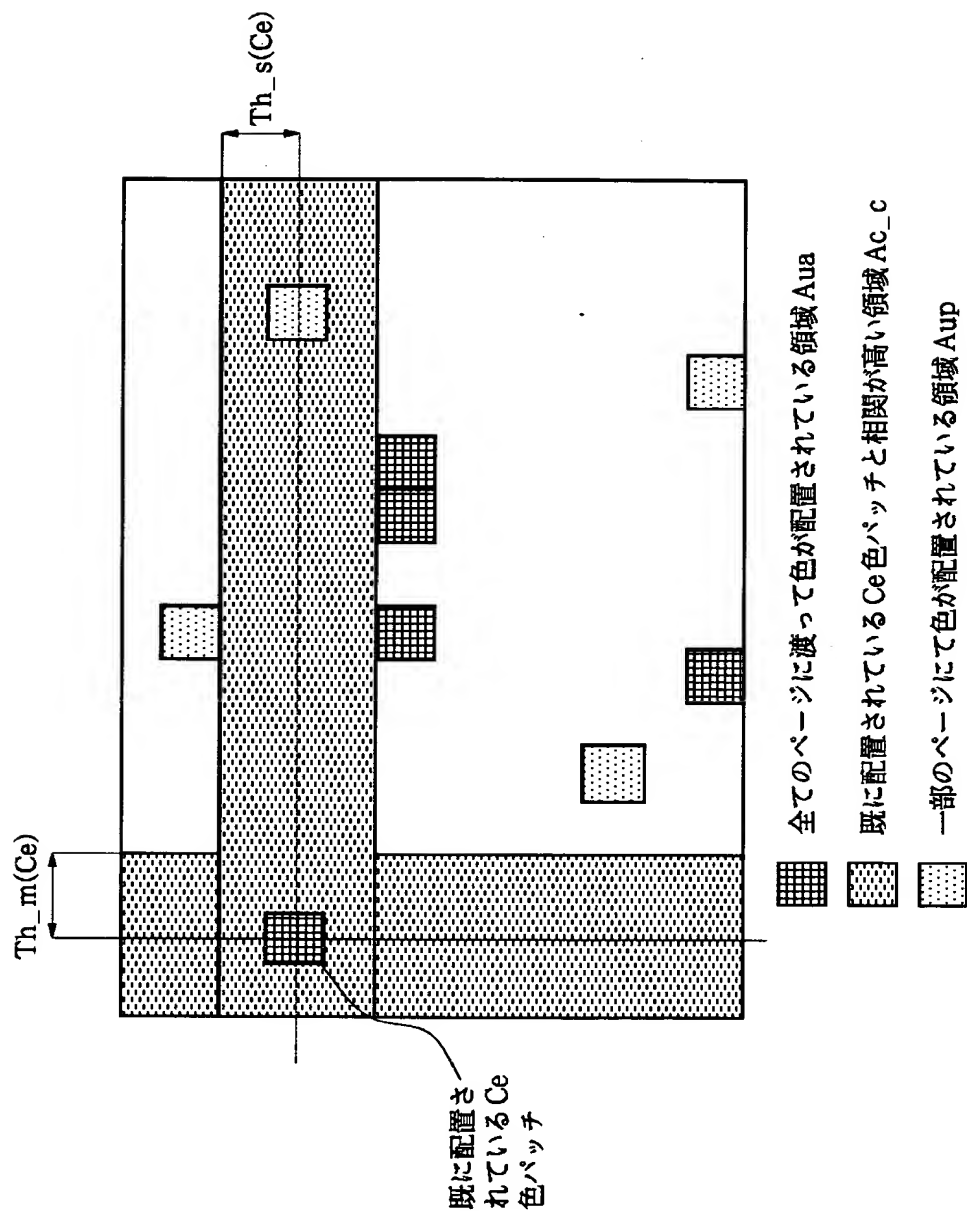 Th_m(Ce)
Th_s(Ce)
既に配置さ
れているCe
色パッチ
全てのページに渡って色が配置されている領域Aua
既に配置されているCe色パッチと相関が高い領域Ac_c
一部のページにて色が配置されている領域Aup